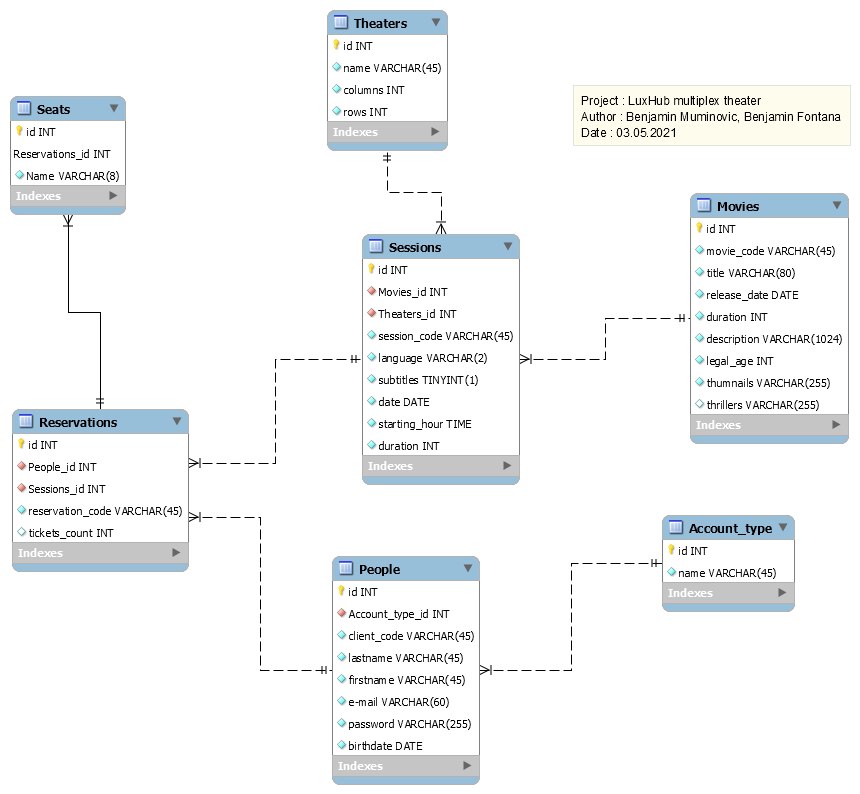 Theaters
id INT
name VARCHAR(45)
columns INT
rows INT
Indexes
Project : LuxHub multiplex theater
Author : Benjamin Muminovic, Benjamin Fontana
Date : 03.05.2021
Seats
id INT
Reservations_id INT
Name VARCHAR(8)
Indexes
Sessions
id INT
Movies_id INT
Theaters_id INT
session_code VARCHAR(45)
language VARCHAR(2)
subtitles TINYINT(1)
date DATE
starting_hour TIME
duration INT
Indexes
Movies
id INT
movie_code VARCHAR(45)
title VARCHAR(80)
release_date DATE
duration INT
description VARCHAR(1024)
legal_age INT
thumnails VARCHAR(255)
thrillers VARCHAR(255)
Indexes
Reservations
id INT
People_id INT
Sessions_id INT
reservation_code VARCHAR(45)
tickets_count INT
Indexes
People
id INT
Account_type_id INT
client_code VARCHAR(45)
lastname VARCHAR(45)
firstname VARCHAR(45)
e-mail VARCHAR(60)
password VARCHAR(255)
birthdate DATE
Indexes
Account_type
id INT
name VARCHAR(45)
Indexes